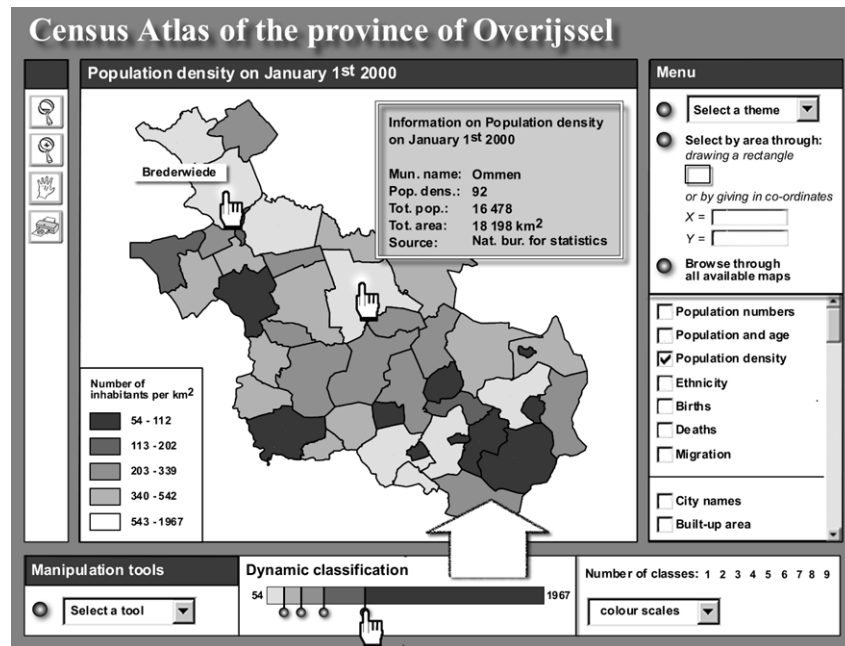 Census Atlas of the province of Overijssel
Population density on January 1st 2000
Brederwiede
Information on Population density
on January 1st 2000
Mun. name: Ommen
Pop. dens.: 92
Tot. pop.: 16 478
Tot. area: 18 198 km2
Source: Nat. bur. for statistics
Number of
inhabitants per km2
54 - 112
113 - 202
203 - 339
340 - 542
543 - 1967
Menu
Select a theme
Select by area through:
drawing a rectangle
or by giving in co-ordinates
X =
Y =
Browse through
all available maps
Population numbers
Population and age
Population density
Ethnicity
Births
Deaths
Migration
City names
Built-up area
Manipulation tools
Select a tool
Dynamic classification
54 1967
Number of classes: 1 2 3 4 5 6 7 8 9
colour scales